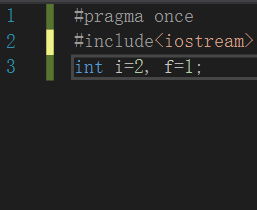 1 #pragma once
2 #include<iostream>
3 int i=2, f=1;